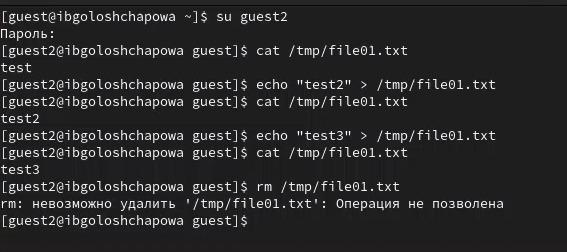 [guest@ibgoloshchapowa ~]$ su guest2
Пароль:
[guest2@ibgoloshchapowa guest]$ cat /tmp/file01.txt
test
[guest2@ibgoloshchapowa guest]$ echo "test2" > /tmp/file01.txt
[guest2@ibgoloshchapowa guest]$ cat /tmp/file01.txt
test2
[guest2@ibgoloshchapowa guest]$ echo "test3" > /tmp/file01.txt
[guest2@ibgoloshchapowa guest]$ cat /tmp/file01.txt
test3
[guest2@ibgoloshchapowa guest]$ rm /tmp/file01.txt
rm: невозможно удалить '/tmp/file01.txt': Операция не позволена
[guest2@ibgoloshchapowa guest]$